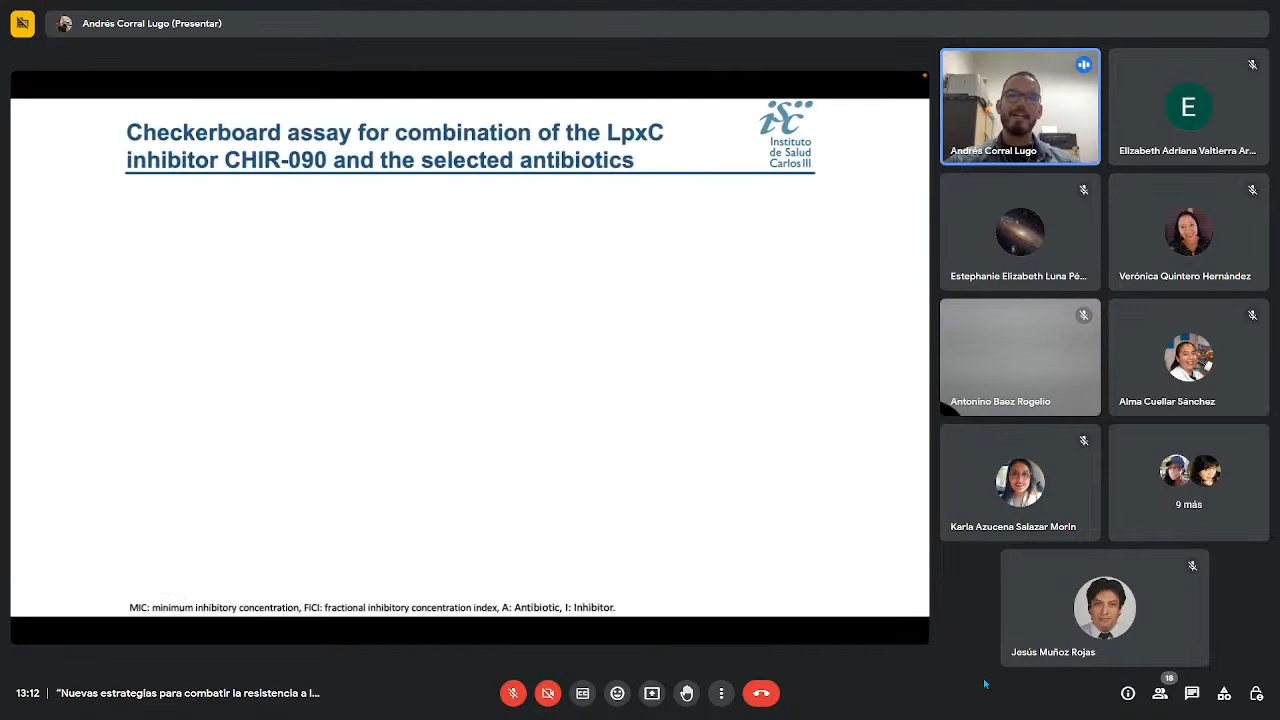 Andrés Corral Lugo (Presentar)
Checkerboard assay for combination of the LpxC
inhibitor CHIR-090 and the selected antibiotics
isc
Instituto
de Salud
Carlos III
MIC: minimum inhibitory concentration, FICI: fractional inhibitory concentration index, A: Antibiotic, I: Inhibitor.
Andrés Corral Lugo
E
Elizabeth Adriana Valtierra Ar...
Estephanie Elizabeth Luna Pé...
Verónica Quintero Hernández
Antonino Baez Rogelio
Alma Cuellar Sánchez
Karla Azucena Salazar Morin
9 más
Jesús Muñoz Rojas
13:12 | "Nuevas estrategias para combatir la resistencia a l...
18